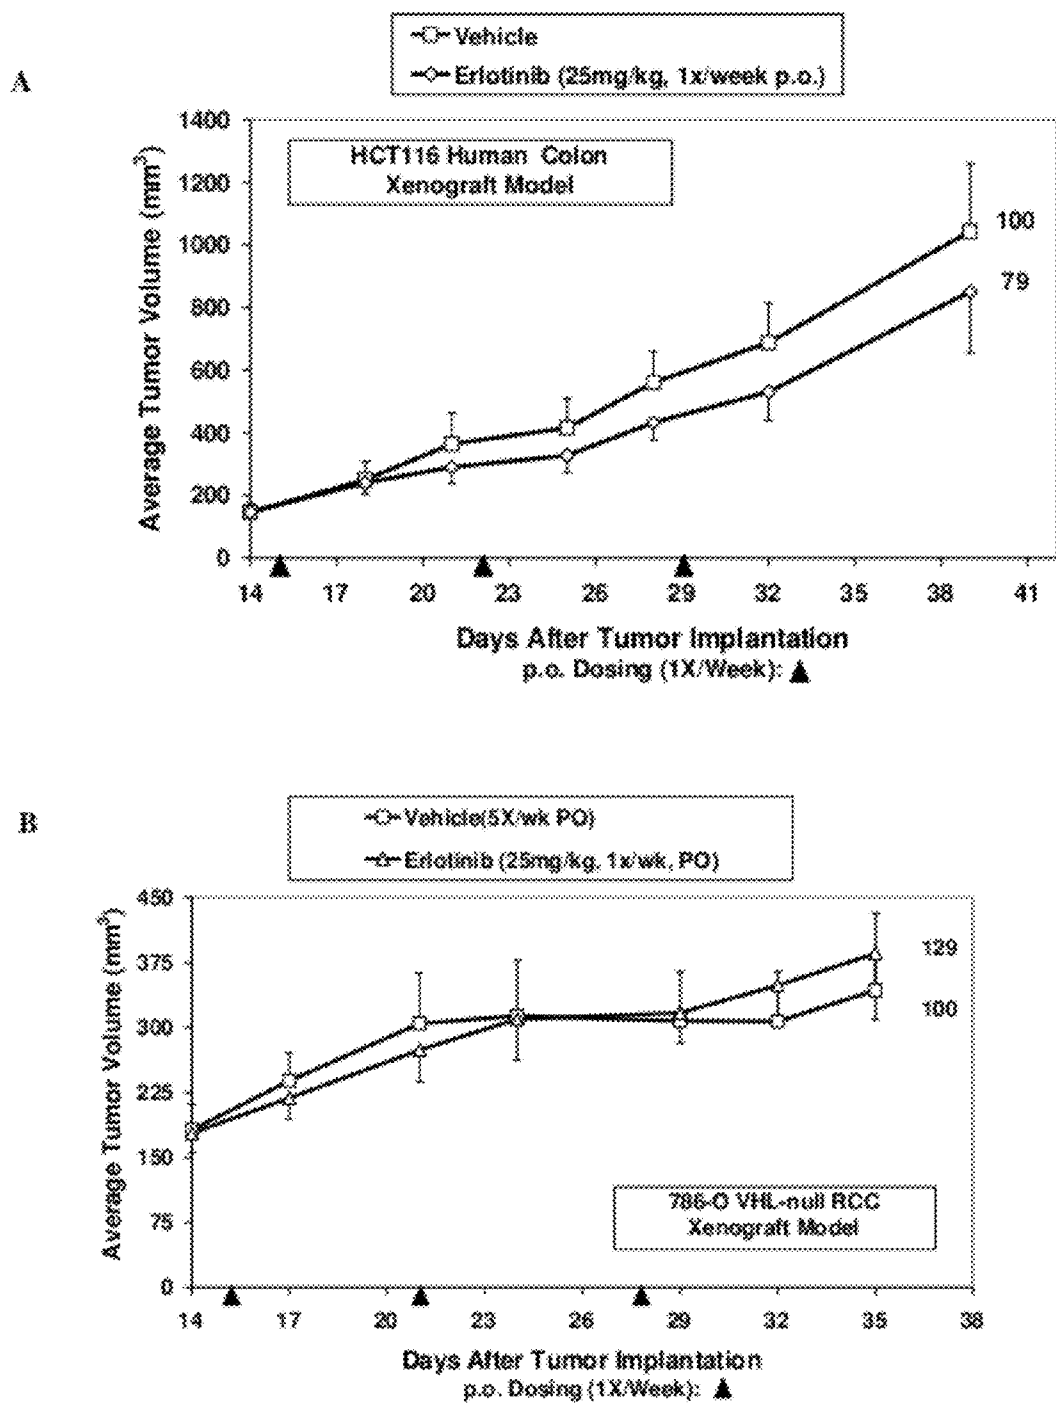 A
Vehicle
Erlotinib (25mg/kg, 1x/week p.o.)
HCT116 Human Colon
Xenograft Model
Average Tumor Volume (mm³)
1400
1200
1000
800
600
400
200
0
100
79
14 17 20 23 26 29 32 35 38 41
Days After Tumor Implantation
p.o. Dosing (1X/Week): ▲
B
Vehicle(5X/wk PO)
Erlotinib (25mg/kg, 1x/wk, PO)
Average Tumor Volume (mm³)
450
375
300
225
150
75
0
129
100
786-O VHL-null RCC
Xenograft Model
14 17 20 23 26 29 32 35 38
Days After Tumor Implantation
p.o. Dosing (1X/Week): ▲